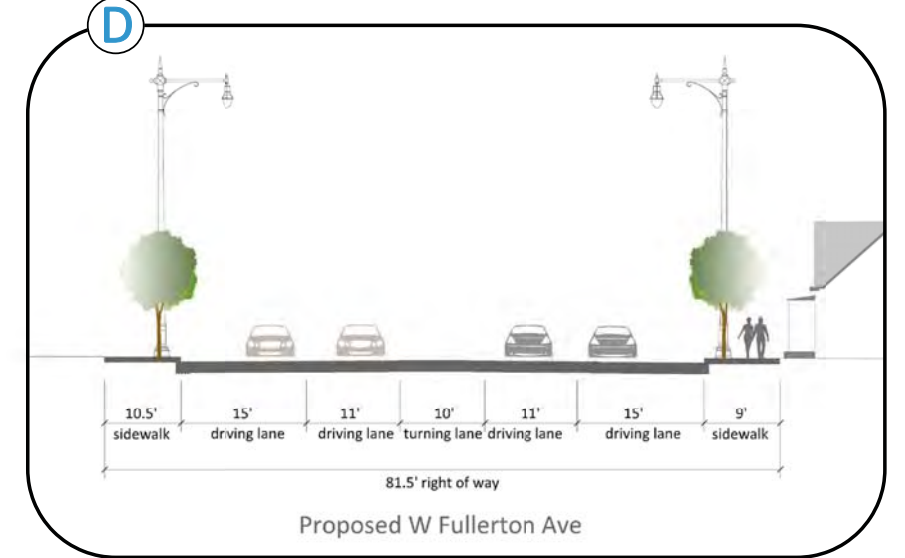 D
10.5' 15' 11' 10' 11' 15' 9'
sidewalk driving lane driving lane turning lane driving lane driving lane sidewalk
81.5' right of way
Proposed W Fullerton Ave